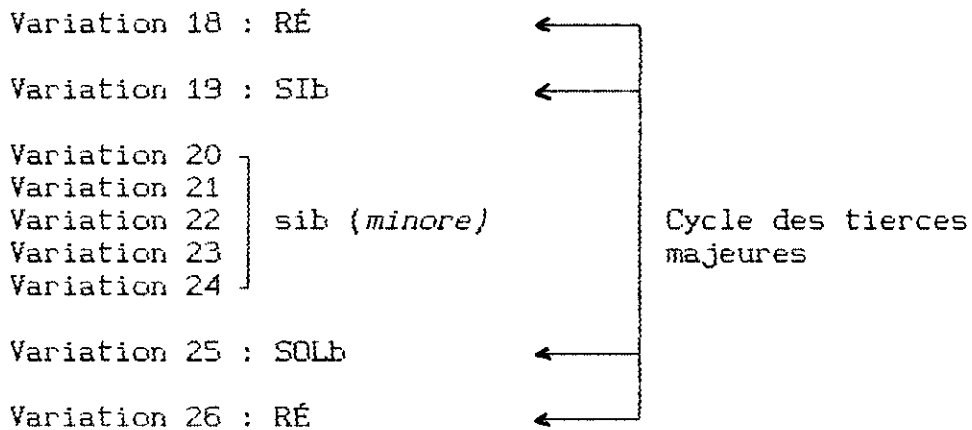 Variation 18 : RÉ
Variation 19 : SIb
Variation 20
Variation 21
Variation 22
Variation 23
Variation 24
sib (minore)
Cycle des tierces
majeures
Variation 25 : SOLb
Variation 26 : RÉ